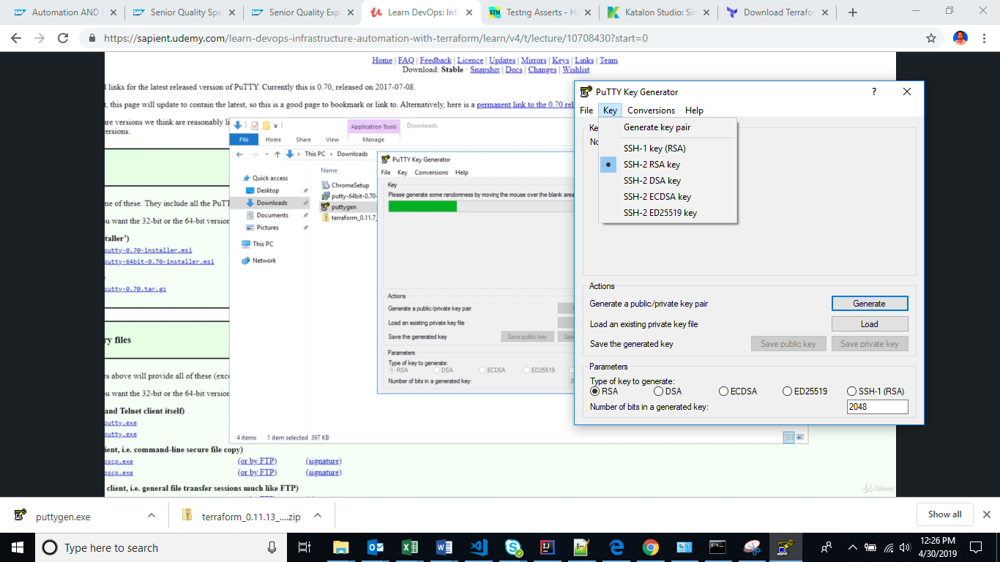 Automation AND E
Senior Quality Spe
Senior Quality Exp
Learn DevOps: Infr
Testng Asserts - H
Katalon Studio: Sim
Download Terrafo
https://sapient.udemy.com/learn-devops-infrastructure-automation-with-terraform/learn/v4/t/lecture/10708430?start=0
Home | FAQ | Feedback | Licence | Updates | Mirrors | Keys | Links | Team
Download: Stable · Snapshot | Docs | Changes | Wishlist
links for the latest released version of PuTTY. Currently this is 0.70, released on 2017-07-08.
t, this page will update to contain the latest, so this is a good page to bookmark or link to. Alternatively, here is a permanent link to the 0.70 rel
are versions we think are reasonably li
ersions.
ne of these. They include all the PuTT
ou want the 32-bit or the 64-bit version
taller')
utty-0.70-installer.msi
utty-64bit-0.70-installer.msi
utty-0.70.tar.gz
ry files
es above will provide all of these (exce
ou want the 32-bit or the 64-bit version
and Telnet client itself)
utty.exe
utty.exe
ient, i.e. command-line secure file copy)
pscp.exe (or by FTP) (signature)
pscp.exe (or by FTP) (signature)
client, i.e. general file transfer sessions much like FTP)
Application Tools Downloads
File Home Share View Manage
This PC > Downloads
Name
Quick access
Desktop
Downloads
Documents
Pictures
This PC
Network
ChromeSetup
putty-64bit-0.70-
puttygen
terraform_0.11.7_
4 items 1 item selected 397 KB
PuTTY Key Generator
File Key Conversions Help
Key
Please generate some randomness by moving the mouse over the blank area
Actions
Generate a public/private key pair
Load an existing private key file
Save the generated key Save public key Sav
Parameters
Type of key to generate:
RSA DSA ECDSA ED25519
Number of bits in a generated key:
PuTTY Key Generator ?
File Key Conversions Help
Ke
No
Generate key pair
SSH-1 key (RSA)
SSH-2 RSA key
SSH-2 DSA key
SSH-2 ECDSA key
SSH-2 ED25519 key
Actions
Generate a public/private key pair Generate
Load an existing private key file Load
Save the generated key Save public key Save private key
Parameters
Type of key to generate:
RSA DSA ECDSA ED25519 SSH-1 (RSA)
Number of bits in a generated key: 2048
Udemy
puttygen.exe
terraform_0.11.13_....zip
Show all
Type here to search
12:26 PM
4/30/2019